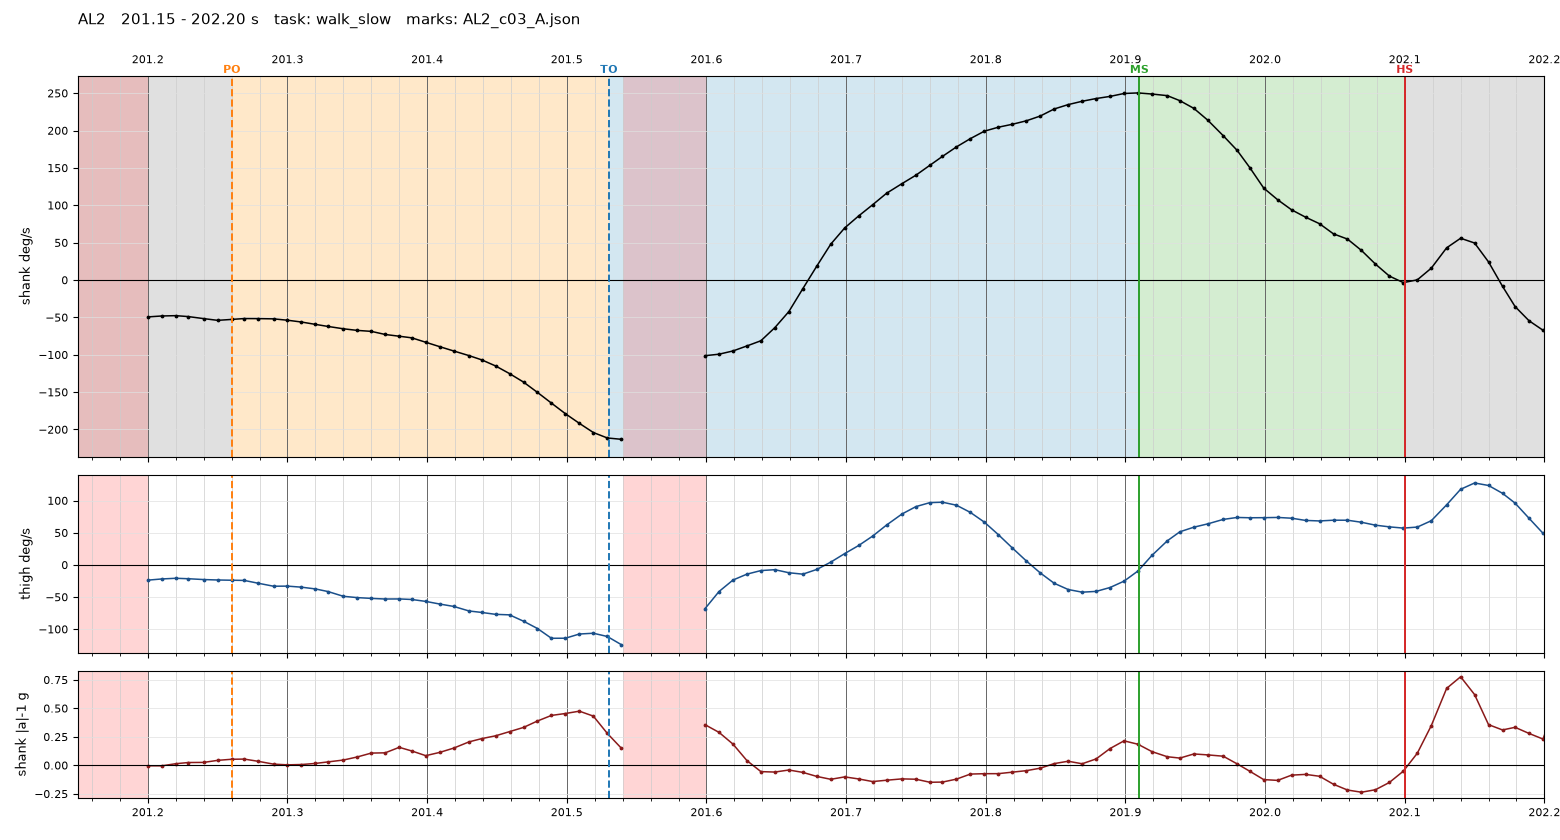 AL2   201.15 - 202.20 s   task: walk_slow   marks: AL2_c03_A.json
201.2 201.3 201.4 201.5 201.6 201.7 201.8 201.9 202.0 202.1 202.2
PO TO MS HS
shank deg/s
250
200
150
100
50
0
−50
−100
−150
−200
thigh deg/s
100
50
0
−50
−100
shank |a|-1 g
0.75
0.50
0.25
0.00
−0.25
201.2 201.3 201.4 201.5 201.6 201.7 201.8 201.9 202.0 202.1 202.2